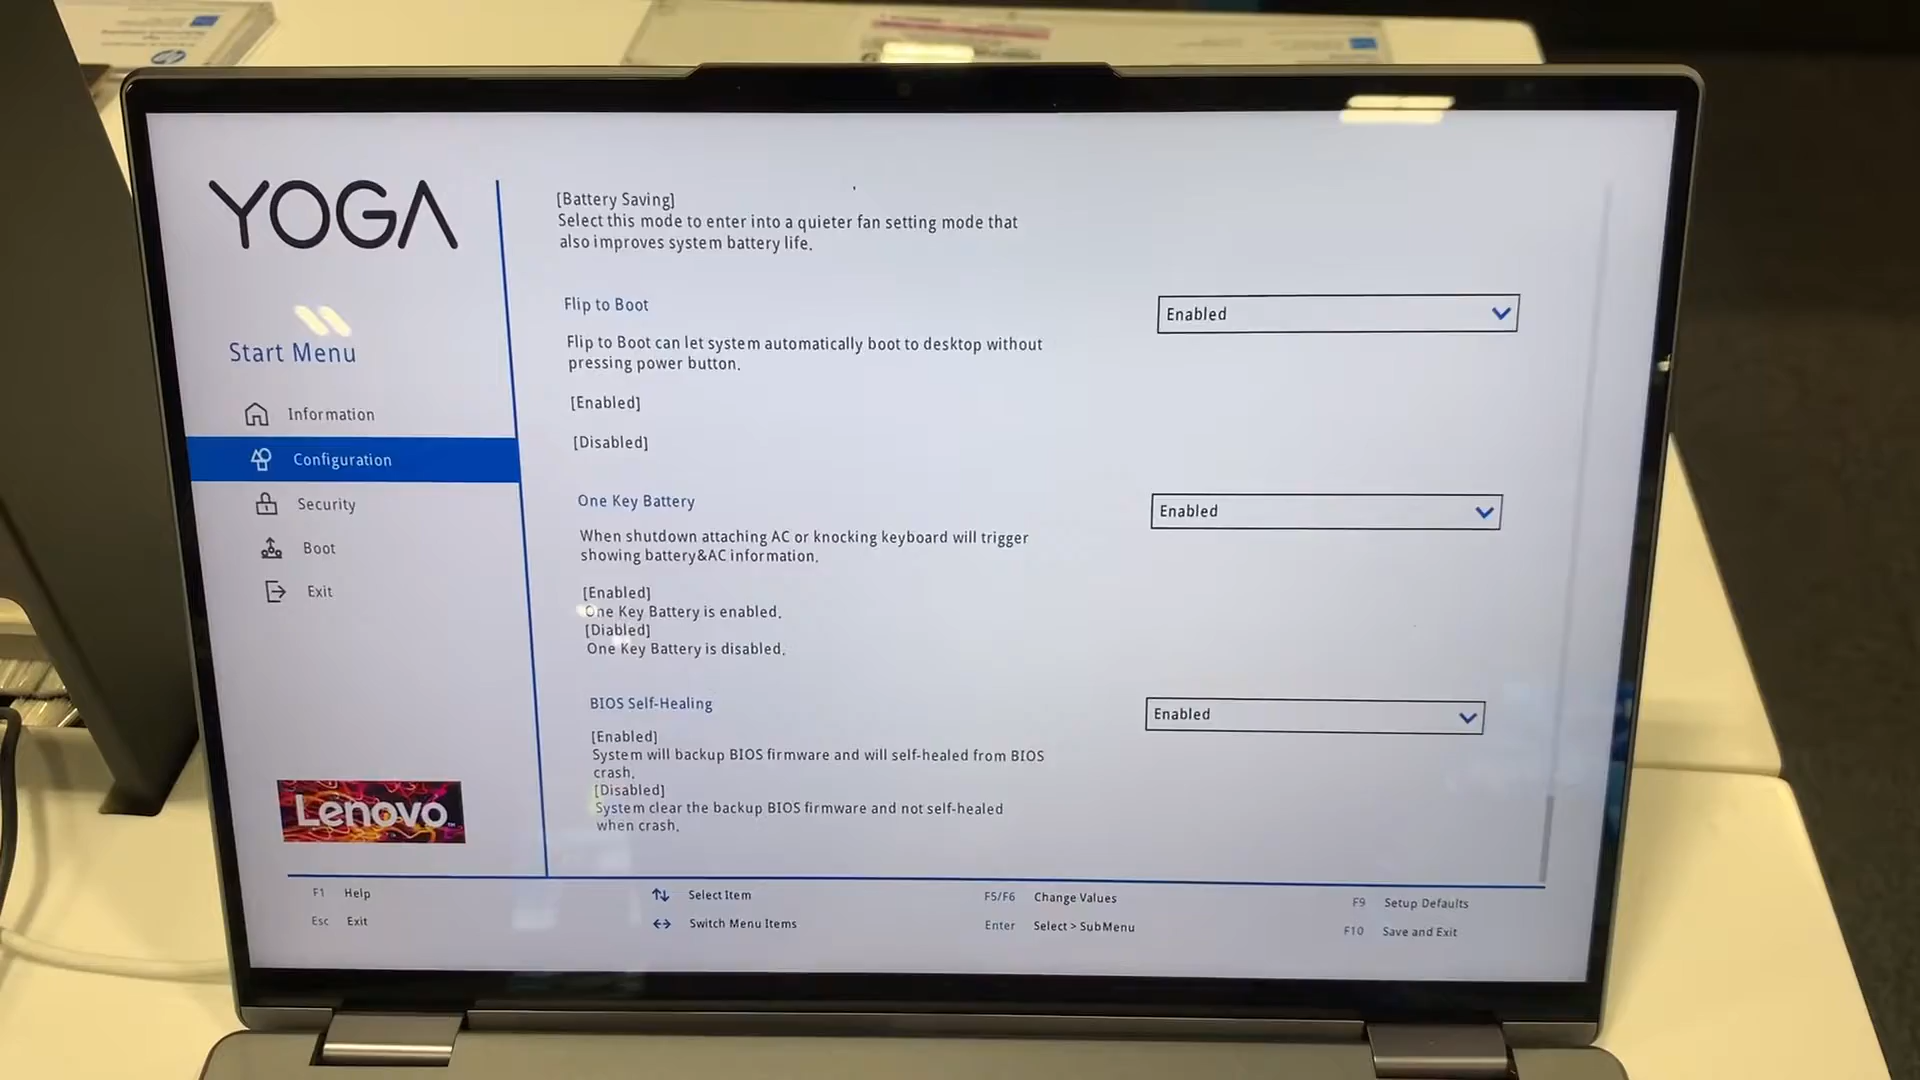 YOGA
Start Menu
Information
Configuration
Security
Boot
Exit
Lenovo
[Battery Saving]
Select this mode to enter into a quieter fan setting mode that
also improves system battery life.
Flip to Boot
Enabled
Flip to Boot can let system automatically boot to desktop without
pressing power button.
[Enabled]
[Disabled]
One Key Battery
Enabled
When shutdown attaching AC or knocking keyboard will trigger
showing battery&AC information.
[Enabled]
One Key Battery is enabled.
[Diabled]
One Key Battery is disabled.
BIOS Self-Healing
Enabled
[Enabled]
System will backup BIOS firmware and will self-healed from BIOS
crash.
[Disabled]
System clear the backup BIOS firmware and not self-healed
when crash.
F1 Help
Esc Exit
Select Item
Switch Menu Items
F5/F6 Change Values
Enter Select > SubMenu
F9 Setup Defaults
F10 Save and Exit